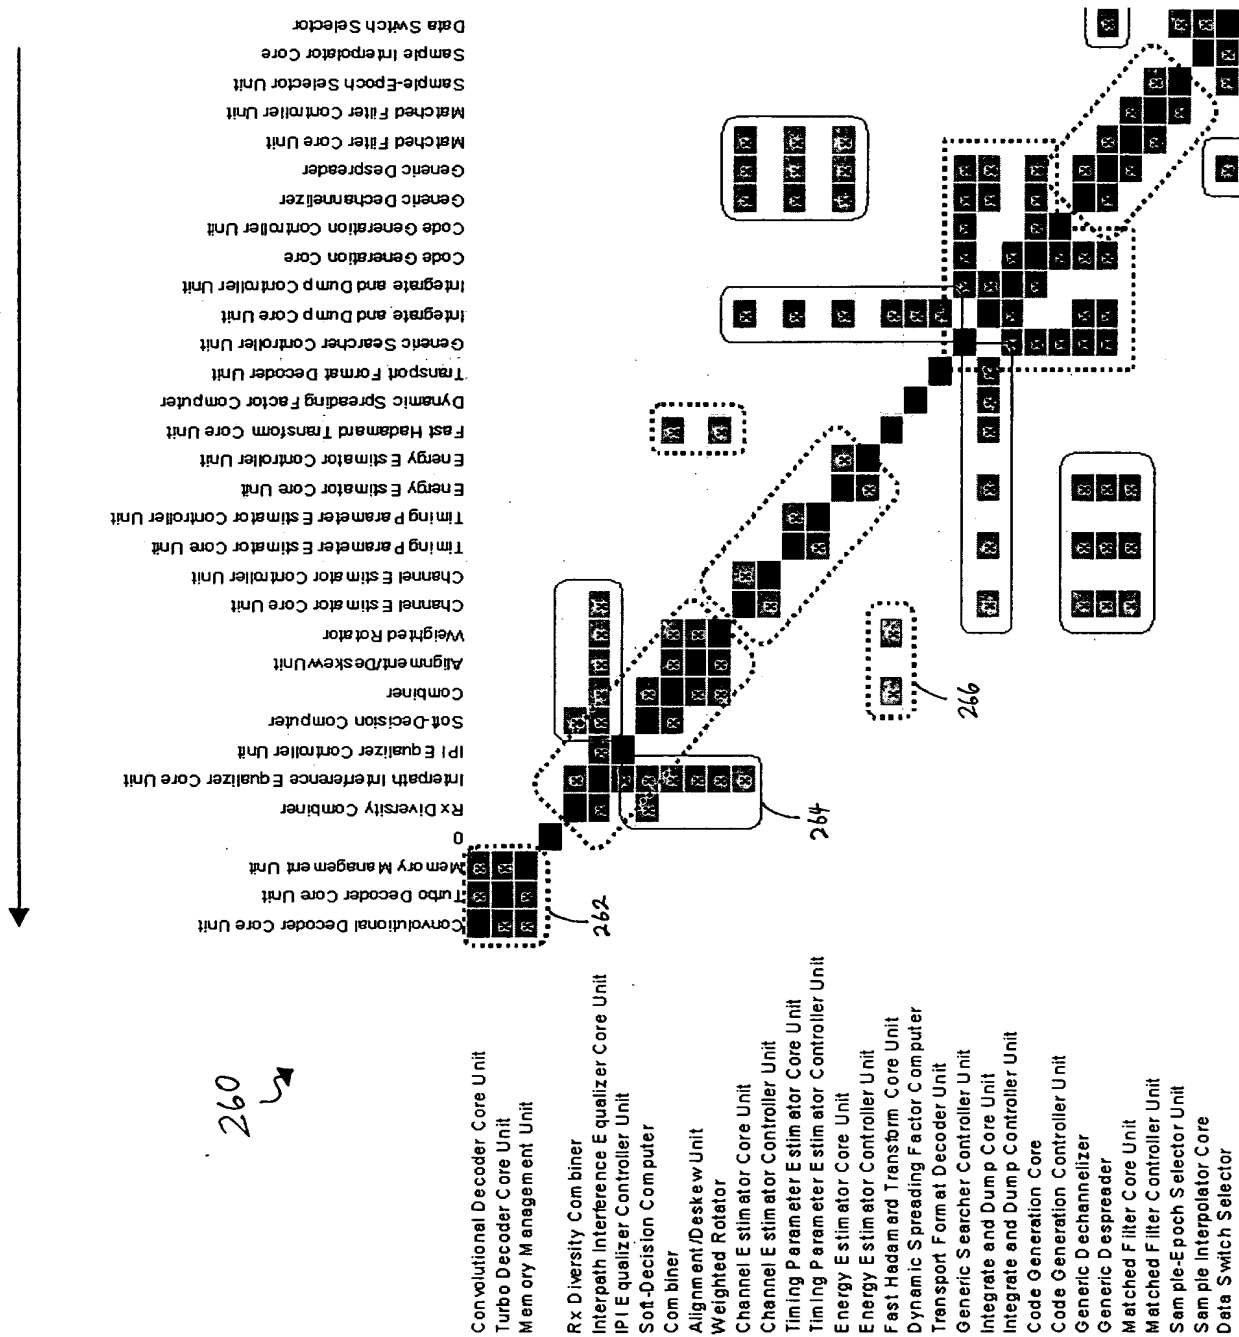 Data Switch Selector
Sample Interpolator Core
Sample-Epoch Selector Unit
Matched Filter Controller Unit
Matched Filter Core Unit
Generic Despreader
Generic Dechannelizer
Code Generation Controller Unit
Code Generation Core
Integrate and Dump Controller Unit
Integrate and Dump Core Unit
Generic Searcher Controller Unit
Transport Format Decoder Unit
Dynamic Spreading Factor Computer
Fast Hadamard Transform Core Unit
Energy Estimator Controller Unit
Energy Estimator Core Unit
Timing Parameter Estimator Controller Unit
Timing Parameter Estimator Core Unit
Channel Estimator Controller Unit
Channel Estimator Core Unit
Weighted Rotator
Alignment/Deskew Unit
Combiner
Soft-Decision Computer
IPI Equalizer Controller Unit
Interpath Interference Equalizer Core Unit
Rx Diversity Combiner
0
Memory Management Unit
Turbo Decoder Core Unit
Convolutional Decoder Core Unit
266
264
262
260
Convolutional Decoder Core Unit
Turbo Decoder Core Unit
Memory Management Unit
Rx Diversity Combiner
Interpath Interference Equalizer Core Unit
IPI Equalizer Controller Unit
Soft-Decision Computer
Combiner
Alignment/Deskew Unit
Weighted Rotator
Channel Estimator Core Unit
Channel Estimator Controller Unit
Timing Parameter Estimator Core Unit
Timing Parameter Estimator Controller Unit
Energy Estimator Core Unit
Energy Estimator Controller Unit
Fast Hadamard Transform Core Unit
Dynamic Spreading Factor Computer
Transport Format Decoder Unit
Generic Searcher Controller Unit
Integrate and Dump Core Unit
Integrate and Dump Controller Unit
Code Generation Core
Code Generation Controller Unit
Generic Dechannelizer
Generic Despreader
Matched Filter Core Unit
Matched Filter Controller Unit
Sample-Epoch Selector Unit
Sample Interpolator Core
Data Switch Selector